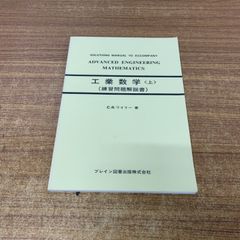 SOLUTIONS MANUAL TO ACCOMPANY
ADVANCED ENGINEERING
MATHEMATICS
工業数学〈上〉
(練習問題解説書)
C.R.ワイリー 著
ブレイン図書出版株式会社